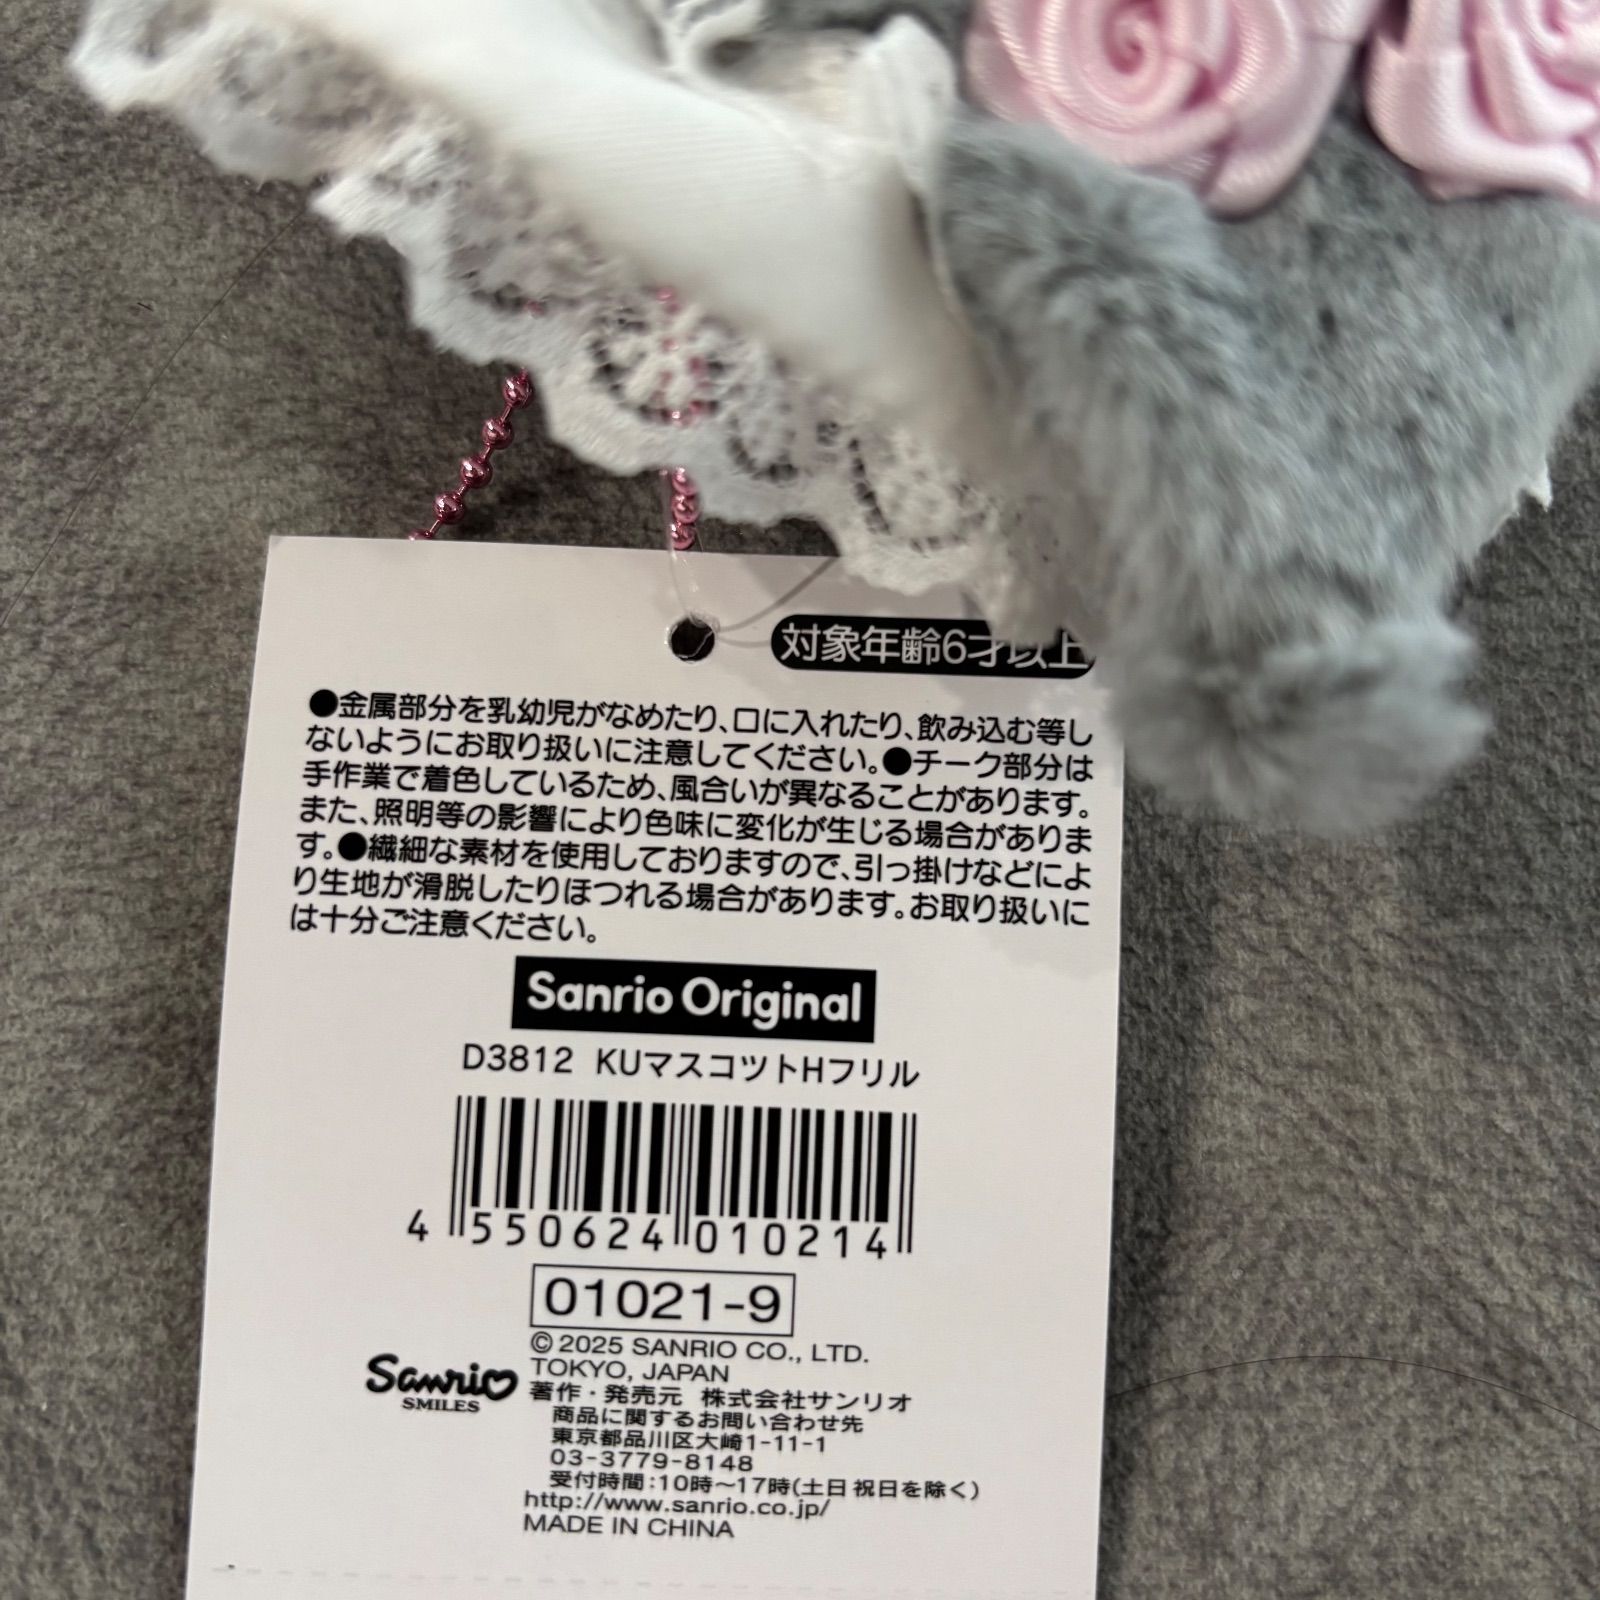 対象年齢6才以上
●金属部分を乳幼児がなめたり、口に入れたり、飲み込む等し
ないようにお取り扱いに注意してください。●チーク部分は
手作業で着色しているため、風合いが異なることがあります。
また、照明等の影響により色味に変化が生じる場合がありま
す。●繊細な素材を使用しておりますので、引っ掛けなどによ
り生地が滑脱したりほつれる場合があります。お取り扱いに
は十分ご注意ください。
Sanrio Original
D3812 KUマスコットHフリル
4 550624 010214
01021-9
© 2025 SANRIO CO., LTD.
TOKYO, JAPAN
Sanrio
SMILES
著作・発売元 株式会社サンリオ
商品に関するお問い合わせ先
東京都品川区大崎1-11-1
03-3779-8148
受付時間:10時～17時(土日祝日を除く)
http://www.sanrio.co.jp/
MADE IN CHINA